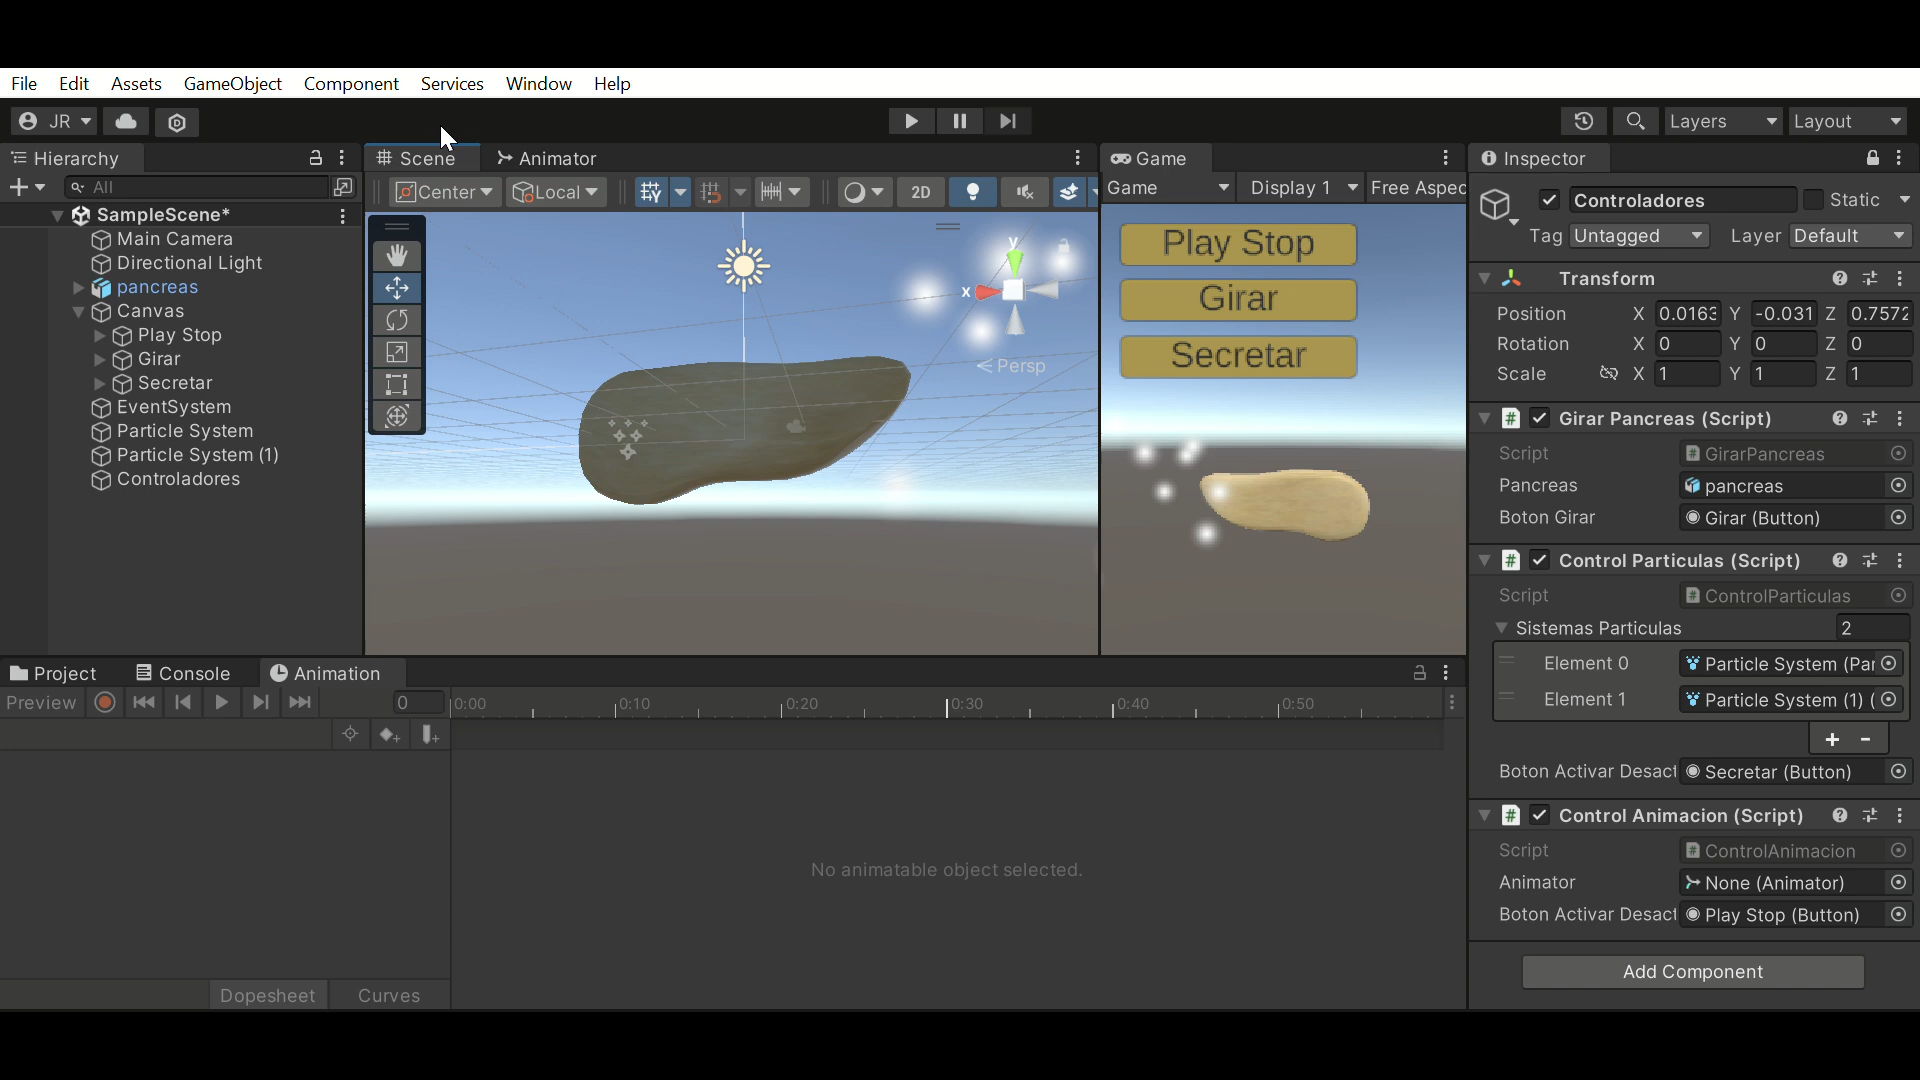 File Edit Assets GameObject Component Services Window Help
JR
Layers Layout
Hierarchy
All
SampleScene*
Main Camera
Directional Light
pancreas
Canvas
Play Stop
Girar
Secretar
EventSystem
Particle System
Particle System (1)
Controladores
Scene Animator
Center Local 2D
y
x
Persp
Game
Game Display 1 Free Aspec
Play Stop
Girar
Secretar
Inspector
Controladores Static
Tag Untagged Layer Default
Transform
Position X 0.0163 Y -0.031 Z 0.7572
Rotation X 0 Y 0 Z 0
Scale X 1 Y 1 Z 1
Girar Pancreas (Script)
Script GirarPancreas
Pancreas pancreas
Boton Girar Girar (Button)
Control Particulas (Script)
Script ControlParticulas
Sistemas Particulas 2
Element 0 Particle System (Par
Element 1 Particle System (1) (
+ -
Boton Activar Desact Secretar (Button)
Control Animacion (Script)
Script ControlAnimacion
Animator None (Animator)
Boton Activar Desact Play Stop (Button)
Add Component
Project Console Animation
Preview 0 0:00 0:10 0:20 0:30 0:40 0:50
No animatable object selected.
Dopesheet Curves